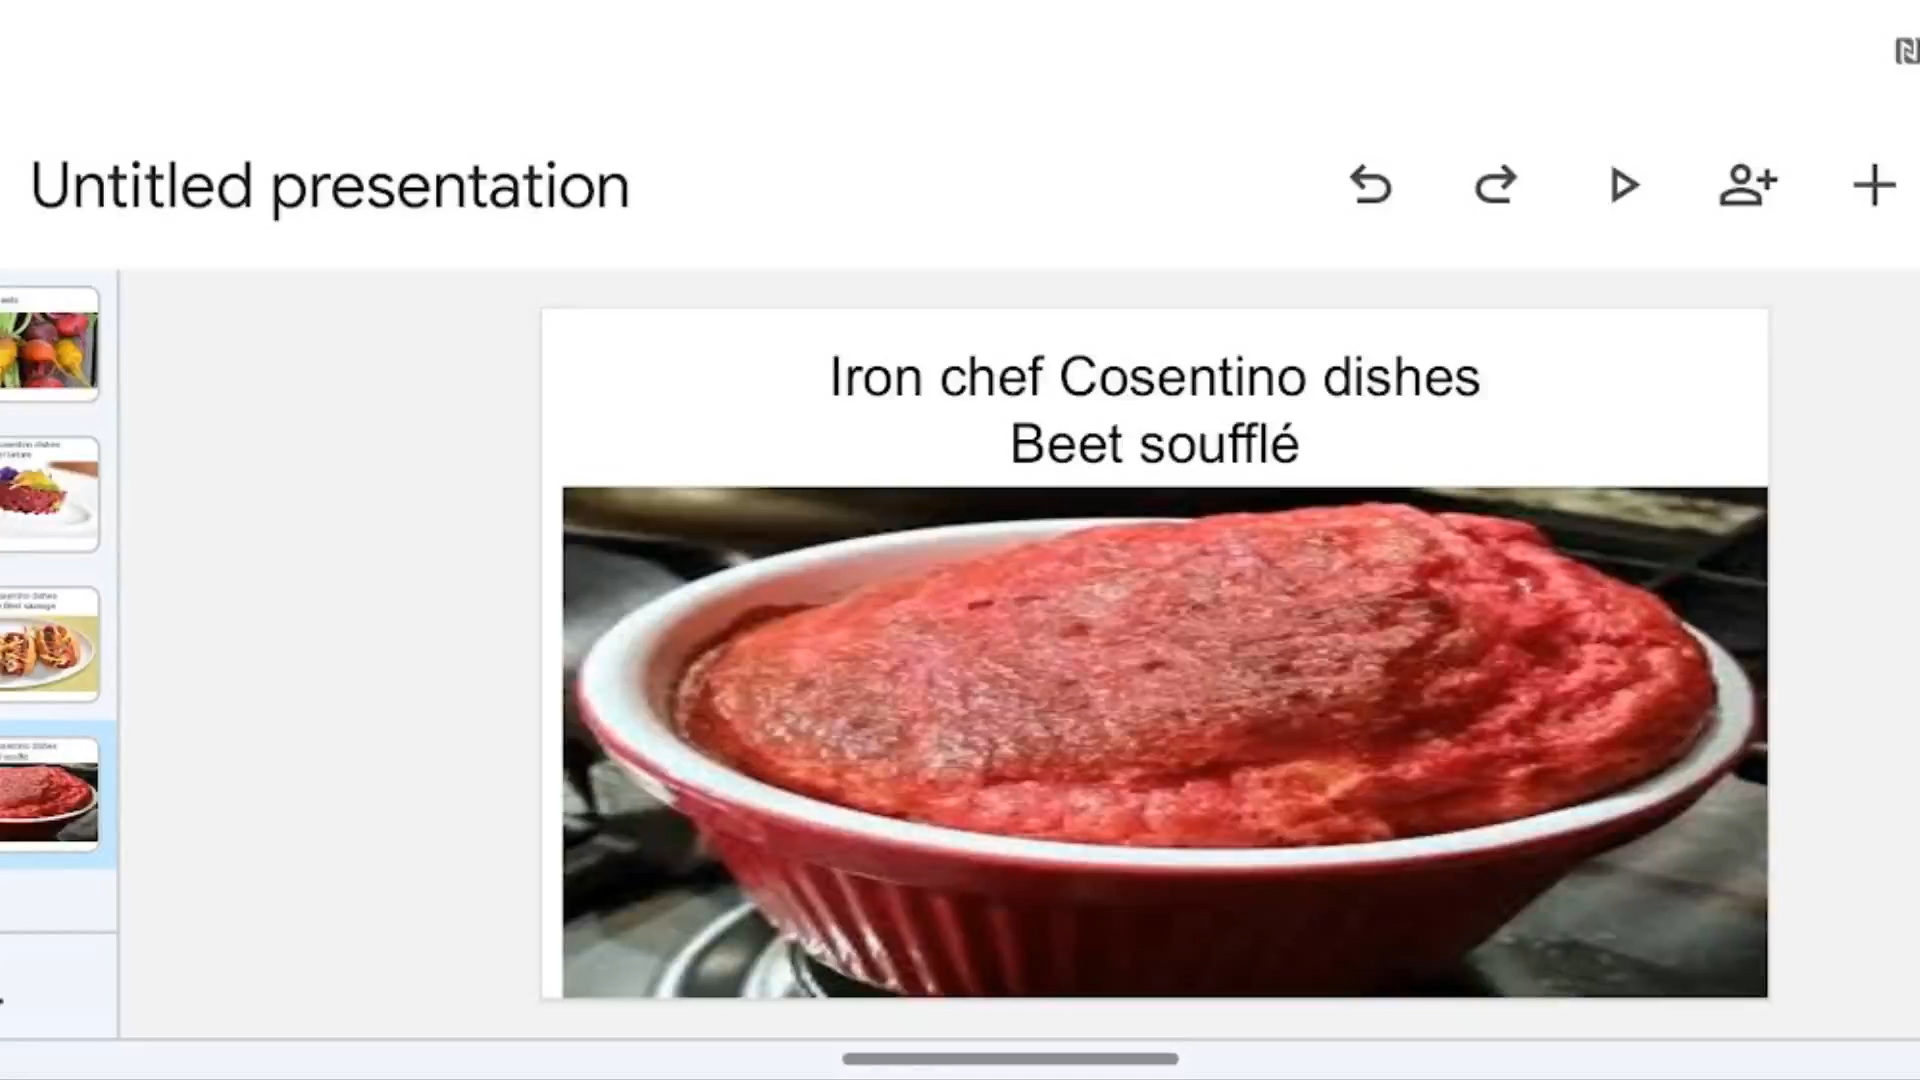 Untitled presentation
Iron chef Cosentino dishes
Beet soufflé